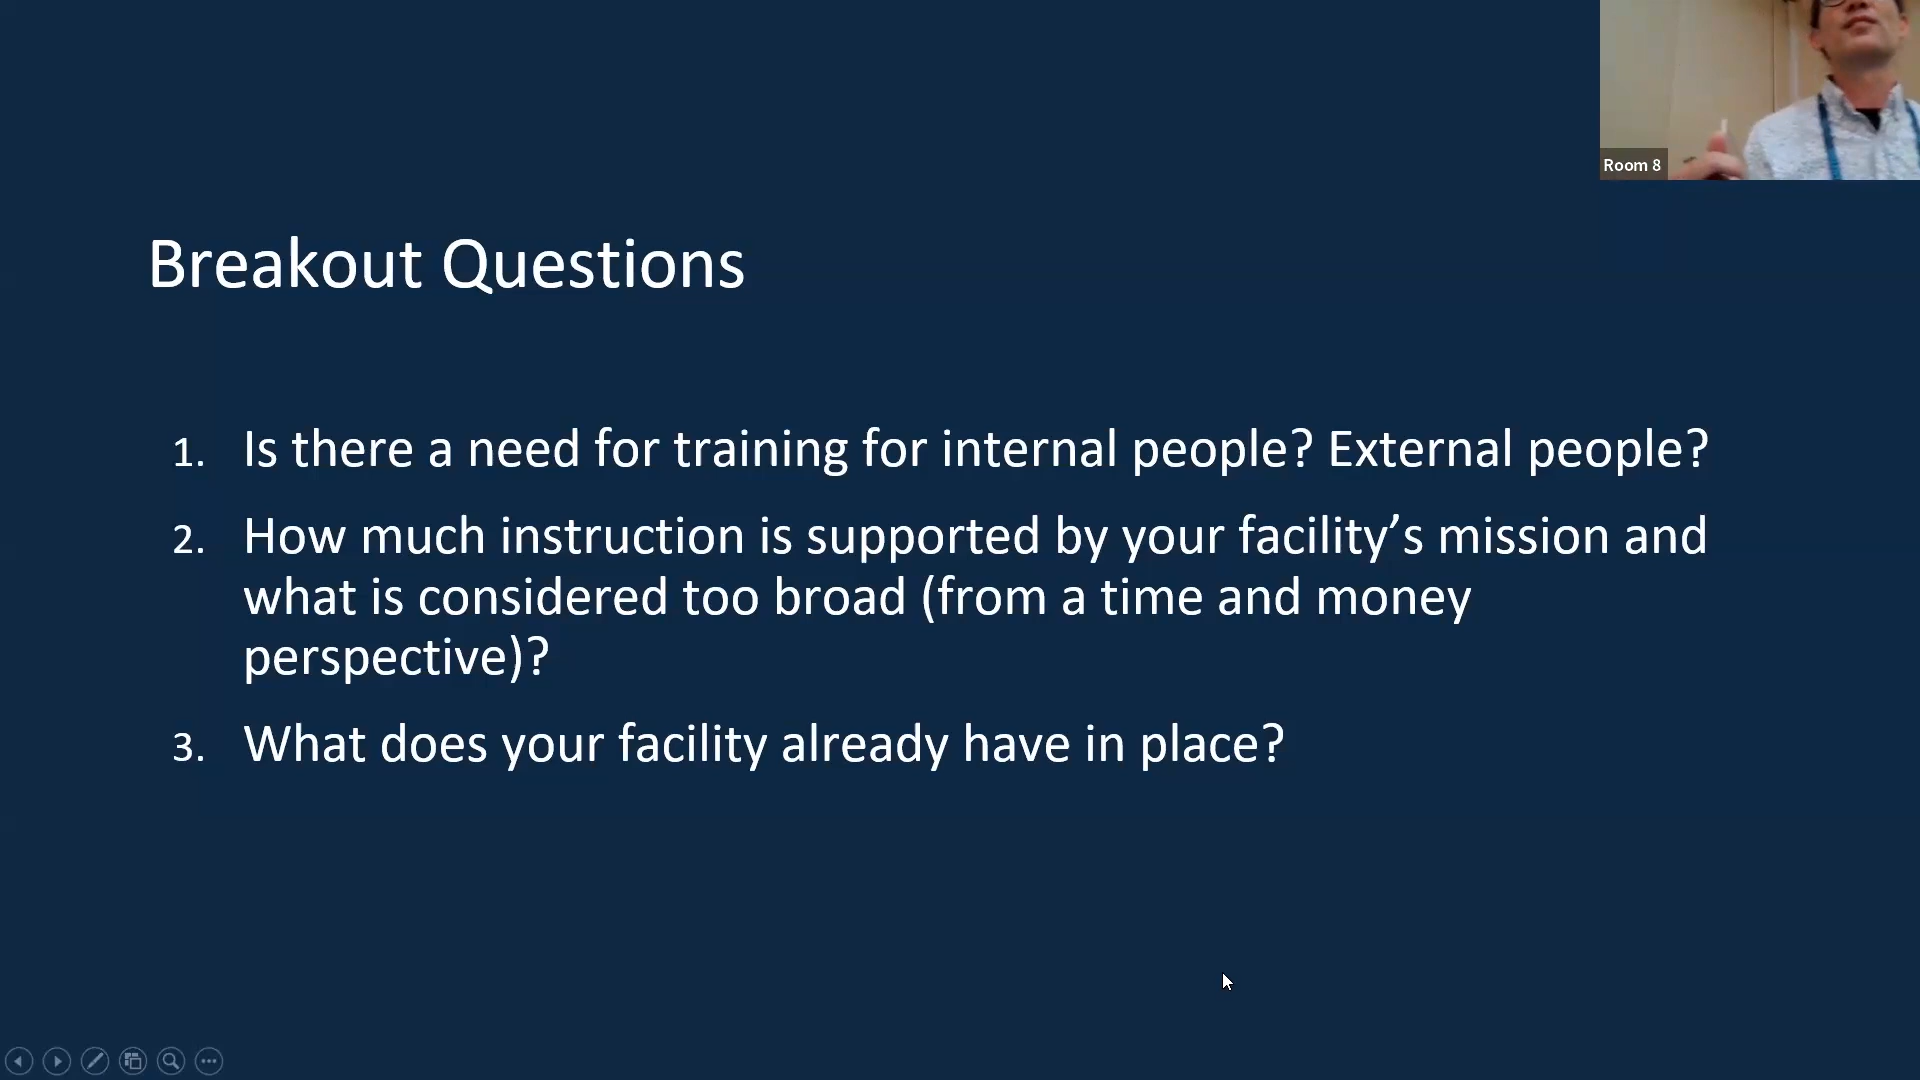 Room 8
Breakout Questions
1. Is there a need for training for internal people? External people?
2. How much instruction is supported by your facility’s mission and
what is considered too broad (from a time and money
perspective)?
3. What does your facility already have in place?